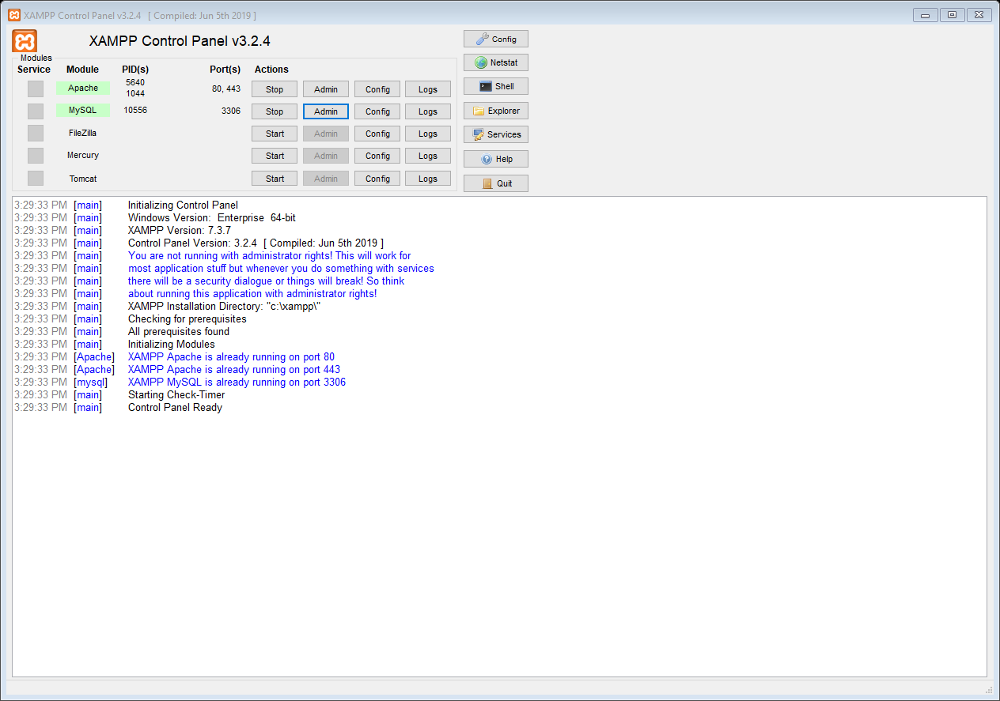 XAMPP Control Panel v3.2.4 [ Compiled: Jun 5th 2019 ]
XAMPP Control Panel v3.2.4
Config
Modules
Service Module PID(s) Port(s) Actions
Netstat
Apache 5640 1044 80, 443 Stop Admin Config Logs
Shell
MySQL 10556 3306 Stop Admin Config Logs
Explorer
FileZilla Start Admin Config Logs
Services
Mercury Start Admin Config Logs
Help
Tomcat Start Admin Config Logs
Quit
3:29:33 PM [main] Initializing Control Panel
3:29:33 PM [main] Windows Version: Enterprise 64-bit
3:29:33 PM [main] XAMPP Version: 7.3.7
3:29:33 PM [main] Control Panel Version: 3.2.4 [ Compiled: Jun 5th 2019 ]
3:29:33 PM [main] You are not running with administrator rights! This will work for
3:29:33 PM [main] most application stuff but whenever you do something with services
3:29:33 PM [main] there will be a security dialogue or things will break! So think
3:29:33 PM [main] about running this application with administrator rights!
3:29:33 PM [main] XAMPP Installation Directory: "c:\xampp\"
3:29:33 PM [main] Checking for prerequisites
3:29:33 PM [main] All prerequisites found
3:29:33 PM [main] Initializing Modules
3:29:33 PM [Apache] XAMPP Apache is already running on port 80
3:29:33 PM [Apache] XAMPP Apache is already running on port 443
3:29:33 PM [mysql] XAMPP MySQL is already running on port 3306
3:29:33 PM [main] Starting Check-Timer
3:29:33 PM [main] Control Panel Ready